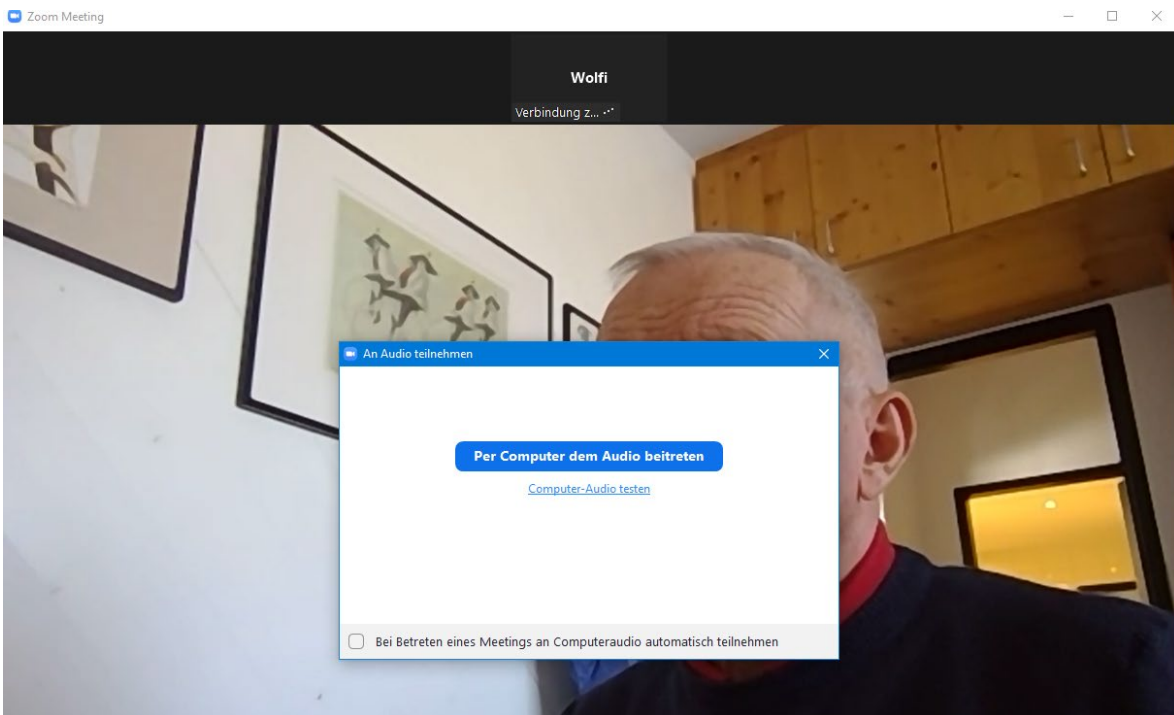 Zoom Meeting
Wolfi
Verbindung z...
An Audio teilnehmen
Per Computer dem Audio beitreten
Computer-Audio testen
Bei Betreten eines Meetings an Computeraudio automatisch teilnehmen